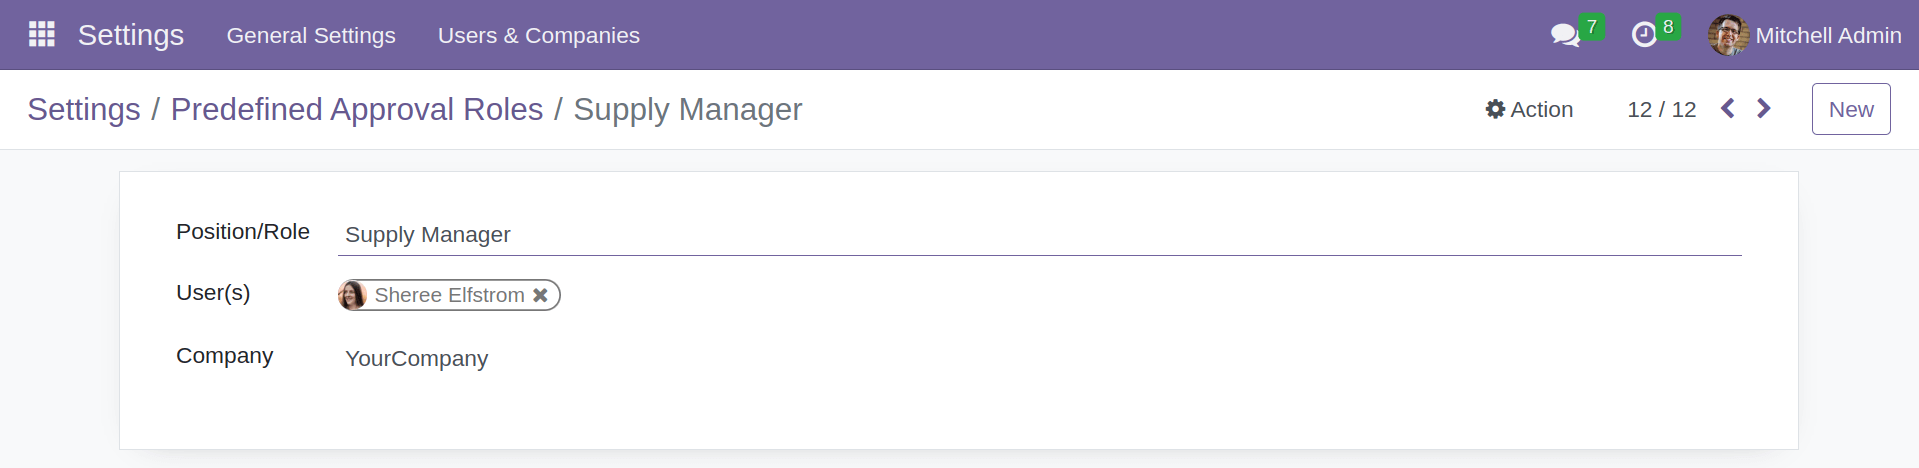 Settings General Settings Users & Companies 7 8 Mitchell Admin
Settings / Predefined Approval Roles / Supply Manager Action 12 / 12 New
Position/Role Supply Manager
User(s) Sheree Elfstrom
Company YourCompany